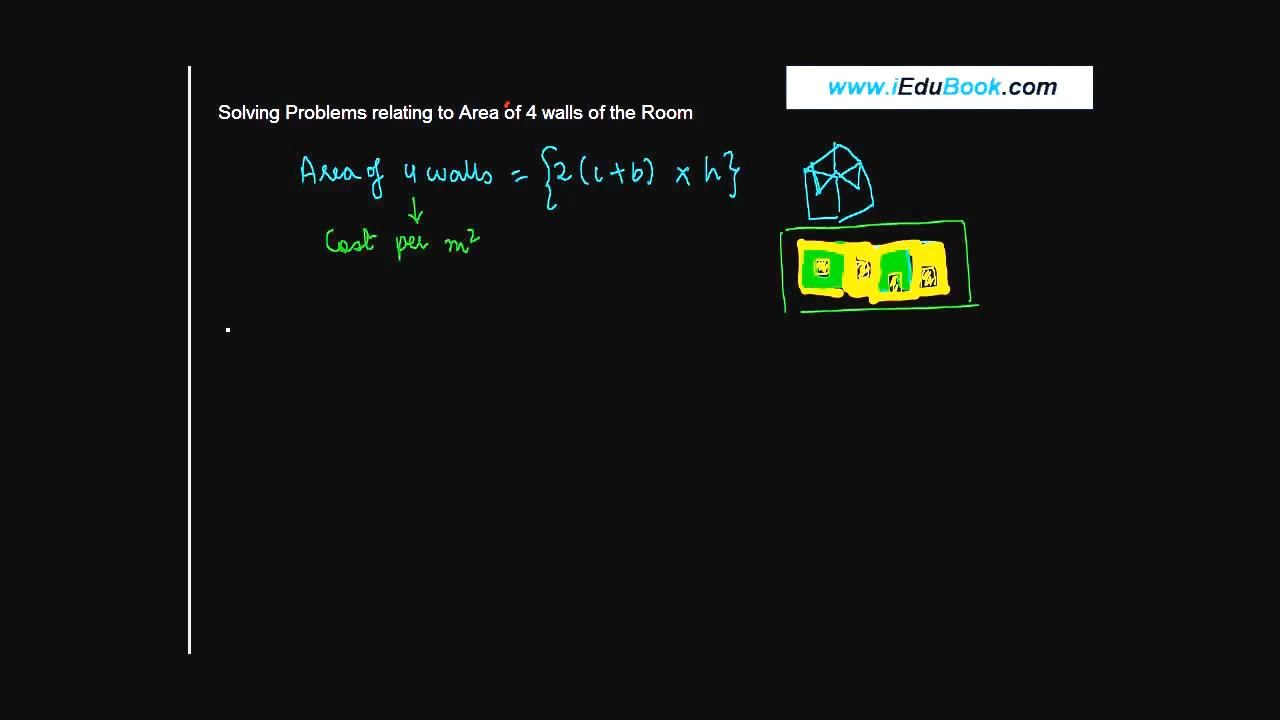 www.iEduBook.com
Solving Problems relating to Area of 4 walls of the Room
Area of 4 walls = {2 (l+b) × h}
Cost per m²